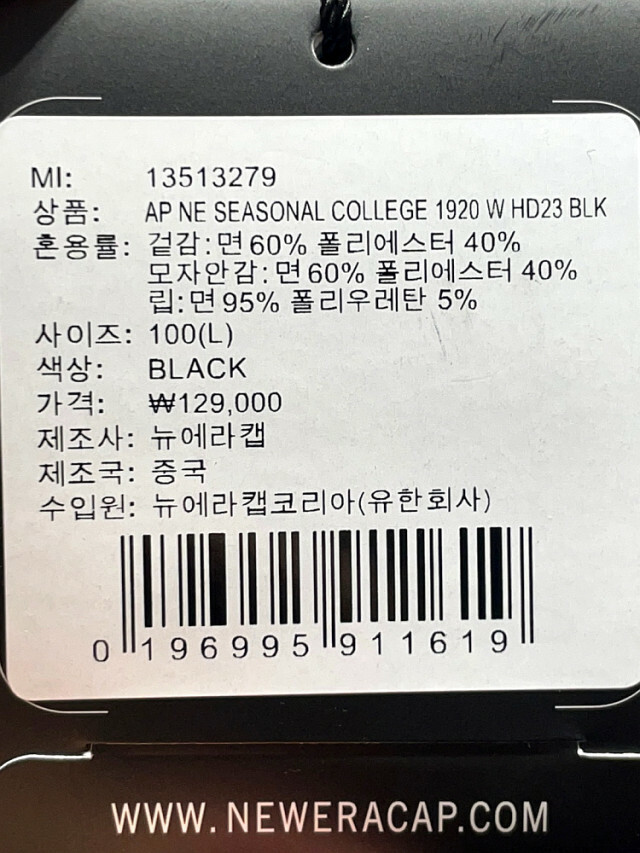 MI: 13513279
상품: AP NE SEASONAL COLLEGE 1920 W HD23 BLK
혼용률: 겉감:면 60% 폴리에스터 40%
모자안감:면 60% 폴리에스터 40%
립:면 95% 폴리우레탄 5%
사이즈: 100(L)
색상: BLACK
가격: ₩129,000
제조사: 뉴에라캡
제조국: 중국
수입원: 뉴에라캡코리아(유한회사)
0 196995 911619
WWW.NEWERACAP.COM